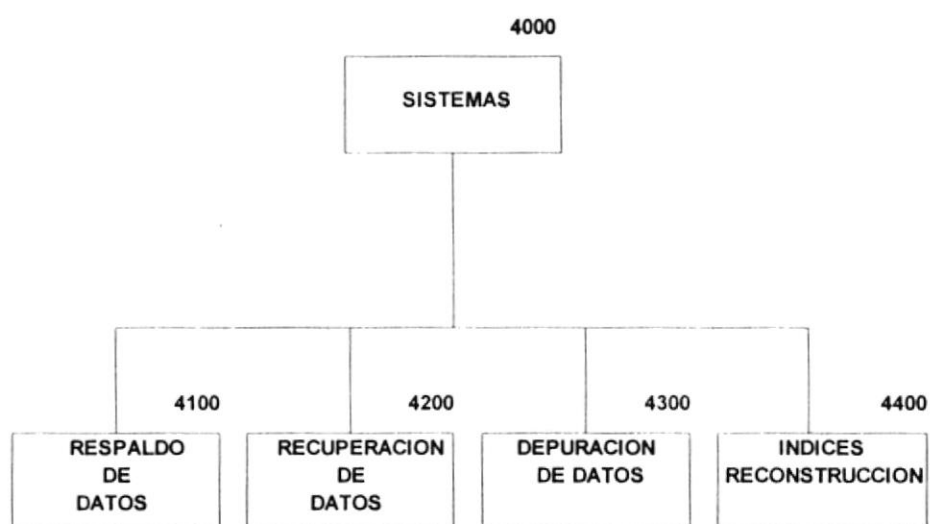 4000
SISTEMAS
4100
4200
4300
4400
RESPALDO
DE
DATOS
RECUPERACION
DE
DATOS
DEPURACION
DE DATOS
INDICES
RECONSTRUCCION